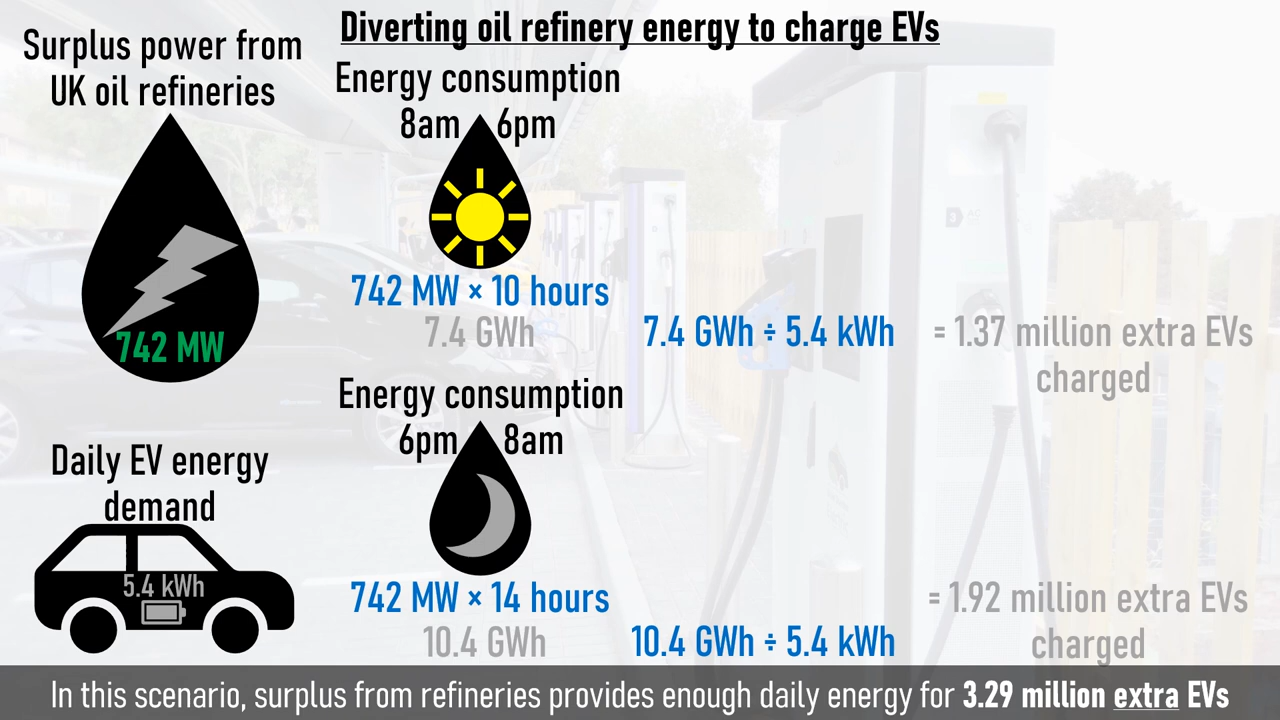 Diverting oil refinery energy to charge EVs
Surplus power from
UK oil refineries
742 MW
Daily EV energy
demand
5.4 kWh
Energy consumption
8am 6pm
742 MW × 10 hours
7.4 GWh
7.4 GWh ÷ 5.4 kWh
= 1.37 million extra EVs
charged
Energy consumption
6pm 8am
742 MW × 14 hours
10.4 GWh
10.4 GWh ÷ 5.4 kWh
= 1.92 million extra EVs
charged
In this scenario, surplus from refineries provides enough daily energy for 3.29 million extra EVs